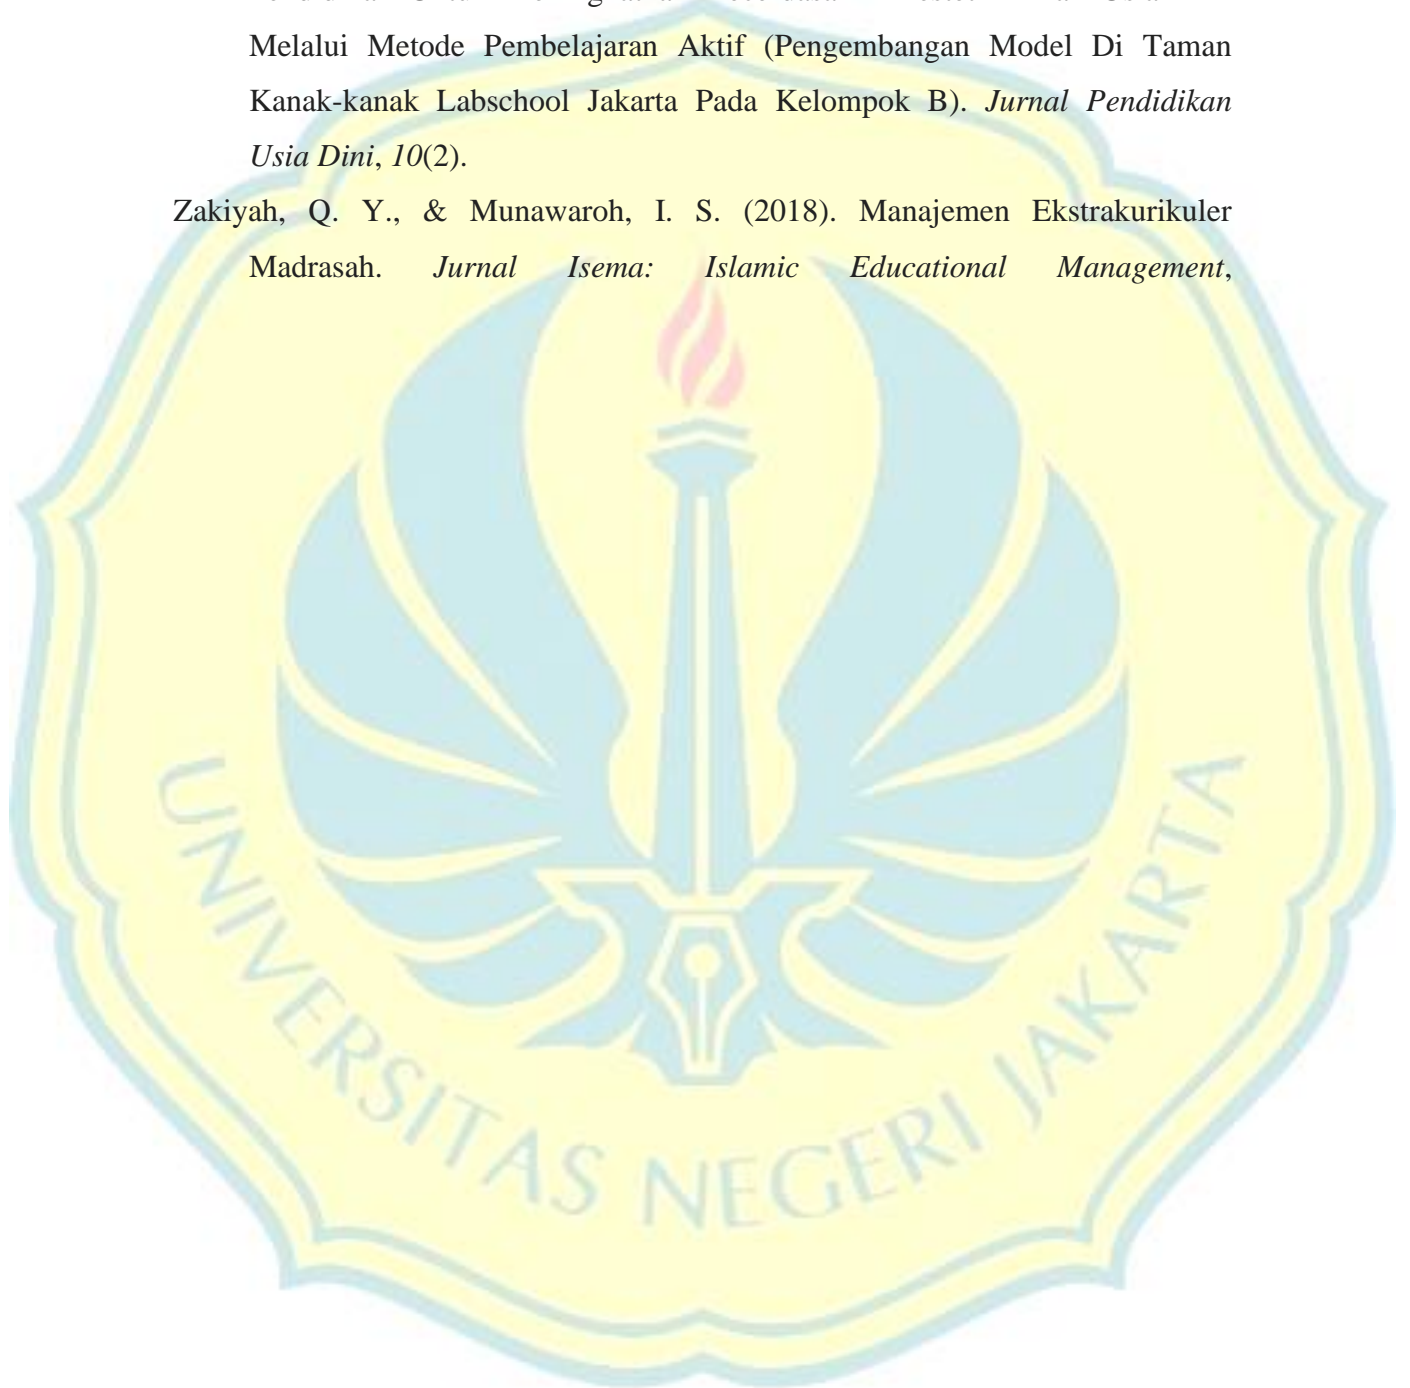 Melalui Metode Pembelajaran Aktif (Pengembangan Model Di Taman
Kanak-kanak Labschool Jakarta Pada Kelompok B). Jurnal Pendidikan
Usia Dini, 10(2).
Zakiyah, Q. Y., & Munawaroh, I. S. (2018). Manajemen Ekstrakurikuler
Madrasah. Jurnal Isema: Islamic Educational Management,
UNIVERSITAS NEGERI JAKARTA